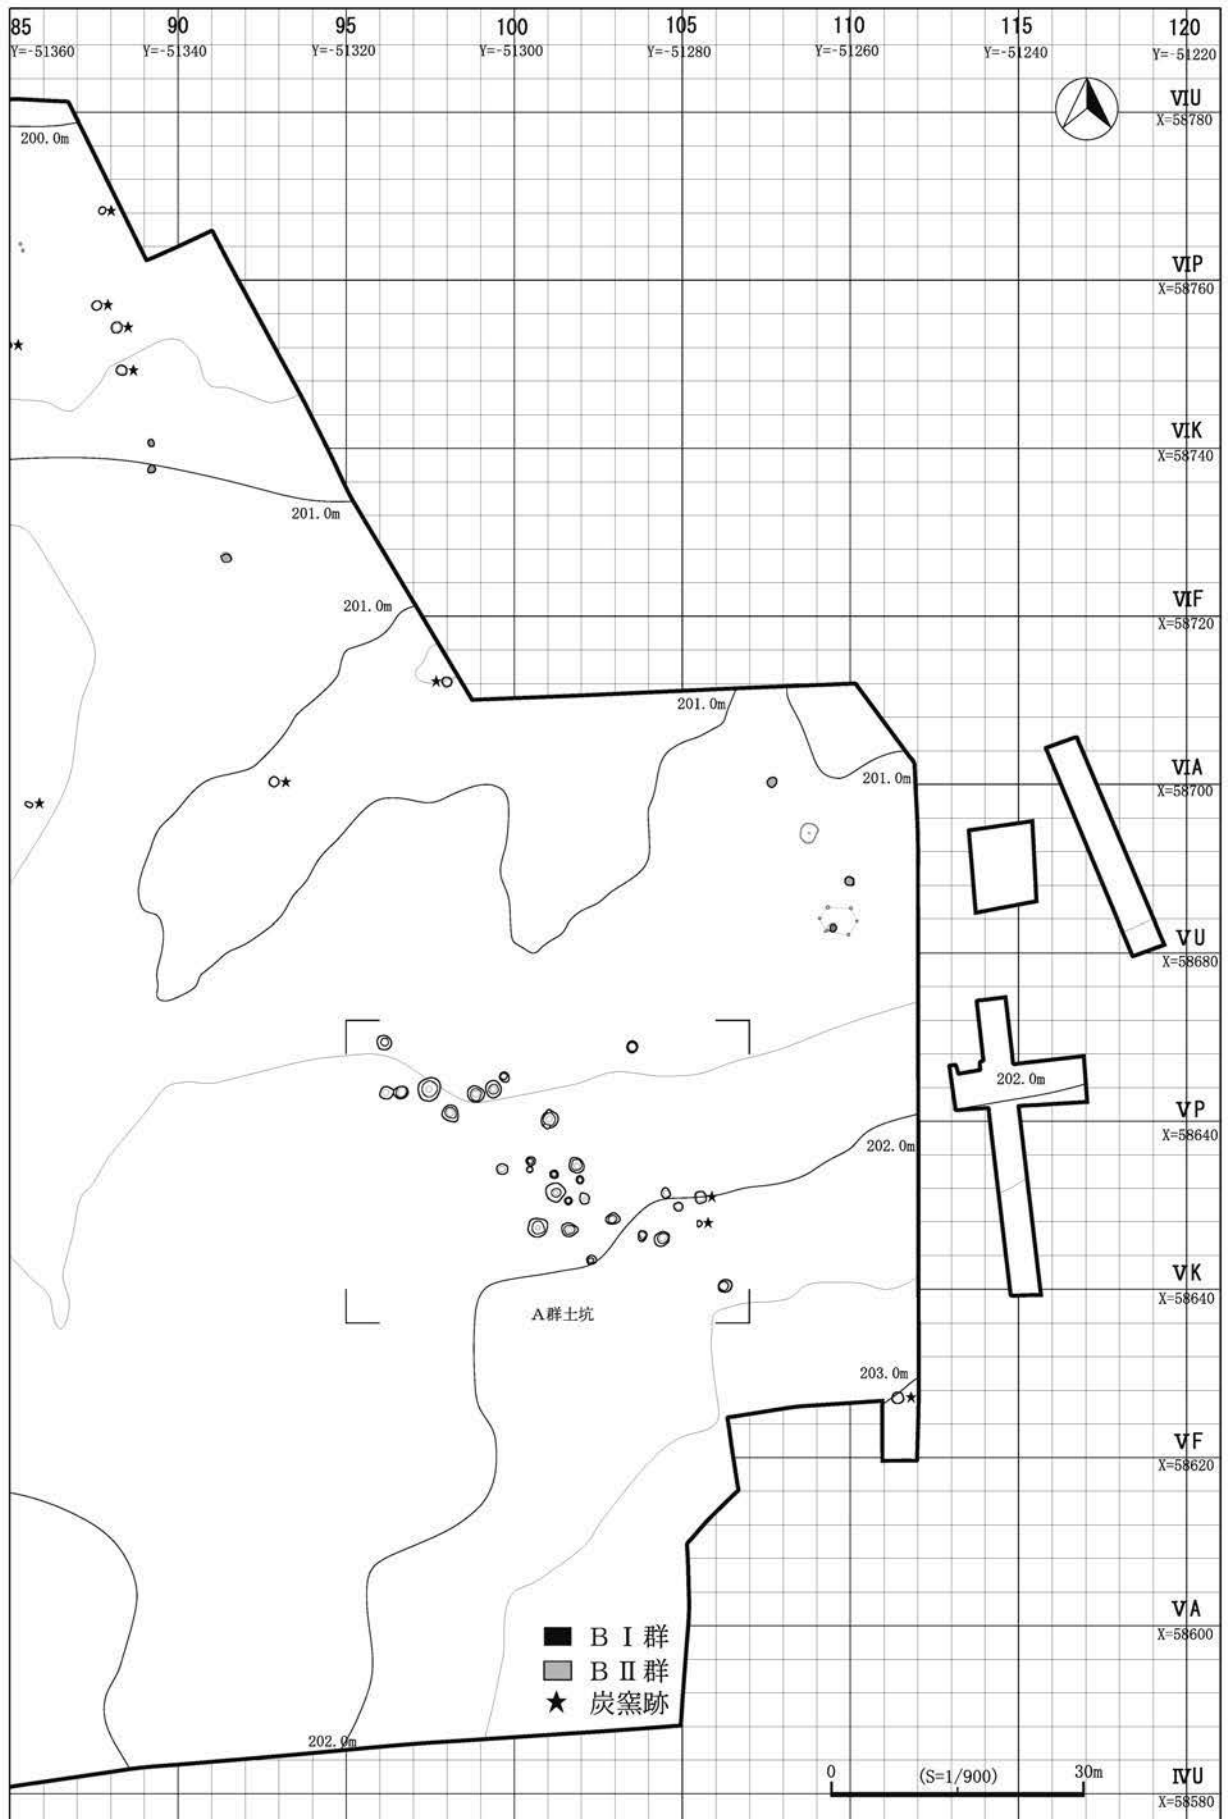 85 90 95 100 105 110 115 120
Y=-51360 Y=-51340 Y=-51320 Y=-51300 Y=-51280 Y=-51260 Y=-51240 Y=-51220
ⅥU
X=58780
200.0m
ⅥP
X=58760
ⅥK
X=58740
201.0m
201.0m
ⅥF
X=58720
201.0m
201.0m
ⅥA
X=58700
ⅤU
X=58680
202.0m
ⅤP
X=58640
202.0m
ⅤK
X=58640
A群土坑
203.0m
ⅤF
X=58620
ⅤA
X=58600
BⅠ群
BⅡ群
★ 炭窯跡
202.0m
0 (S=1/900) 30m
ⅣU
X=58580